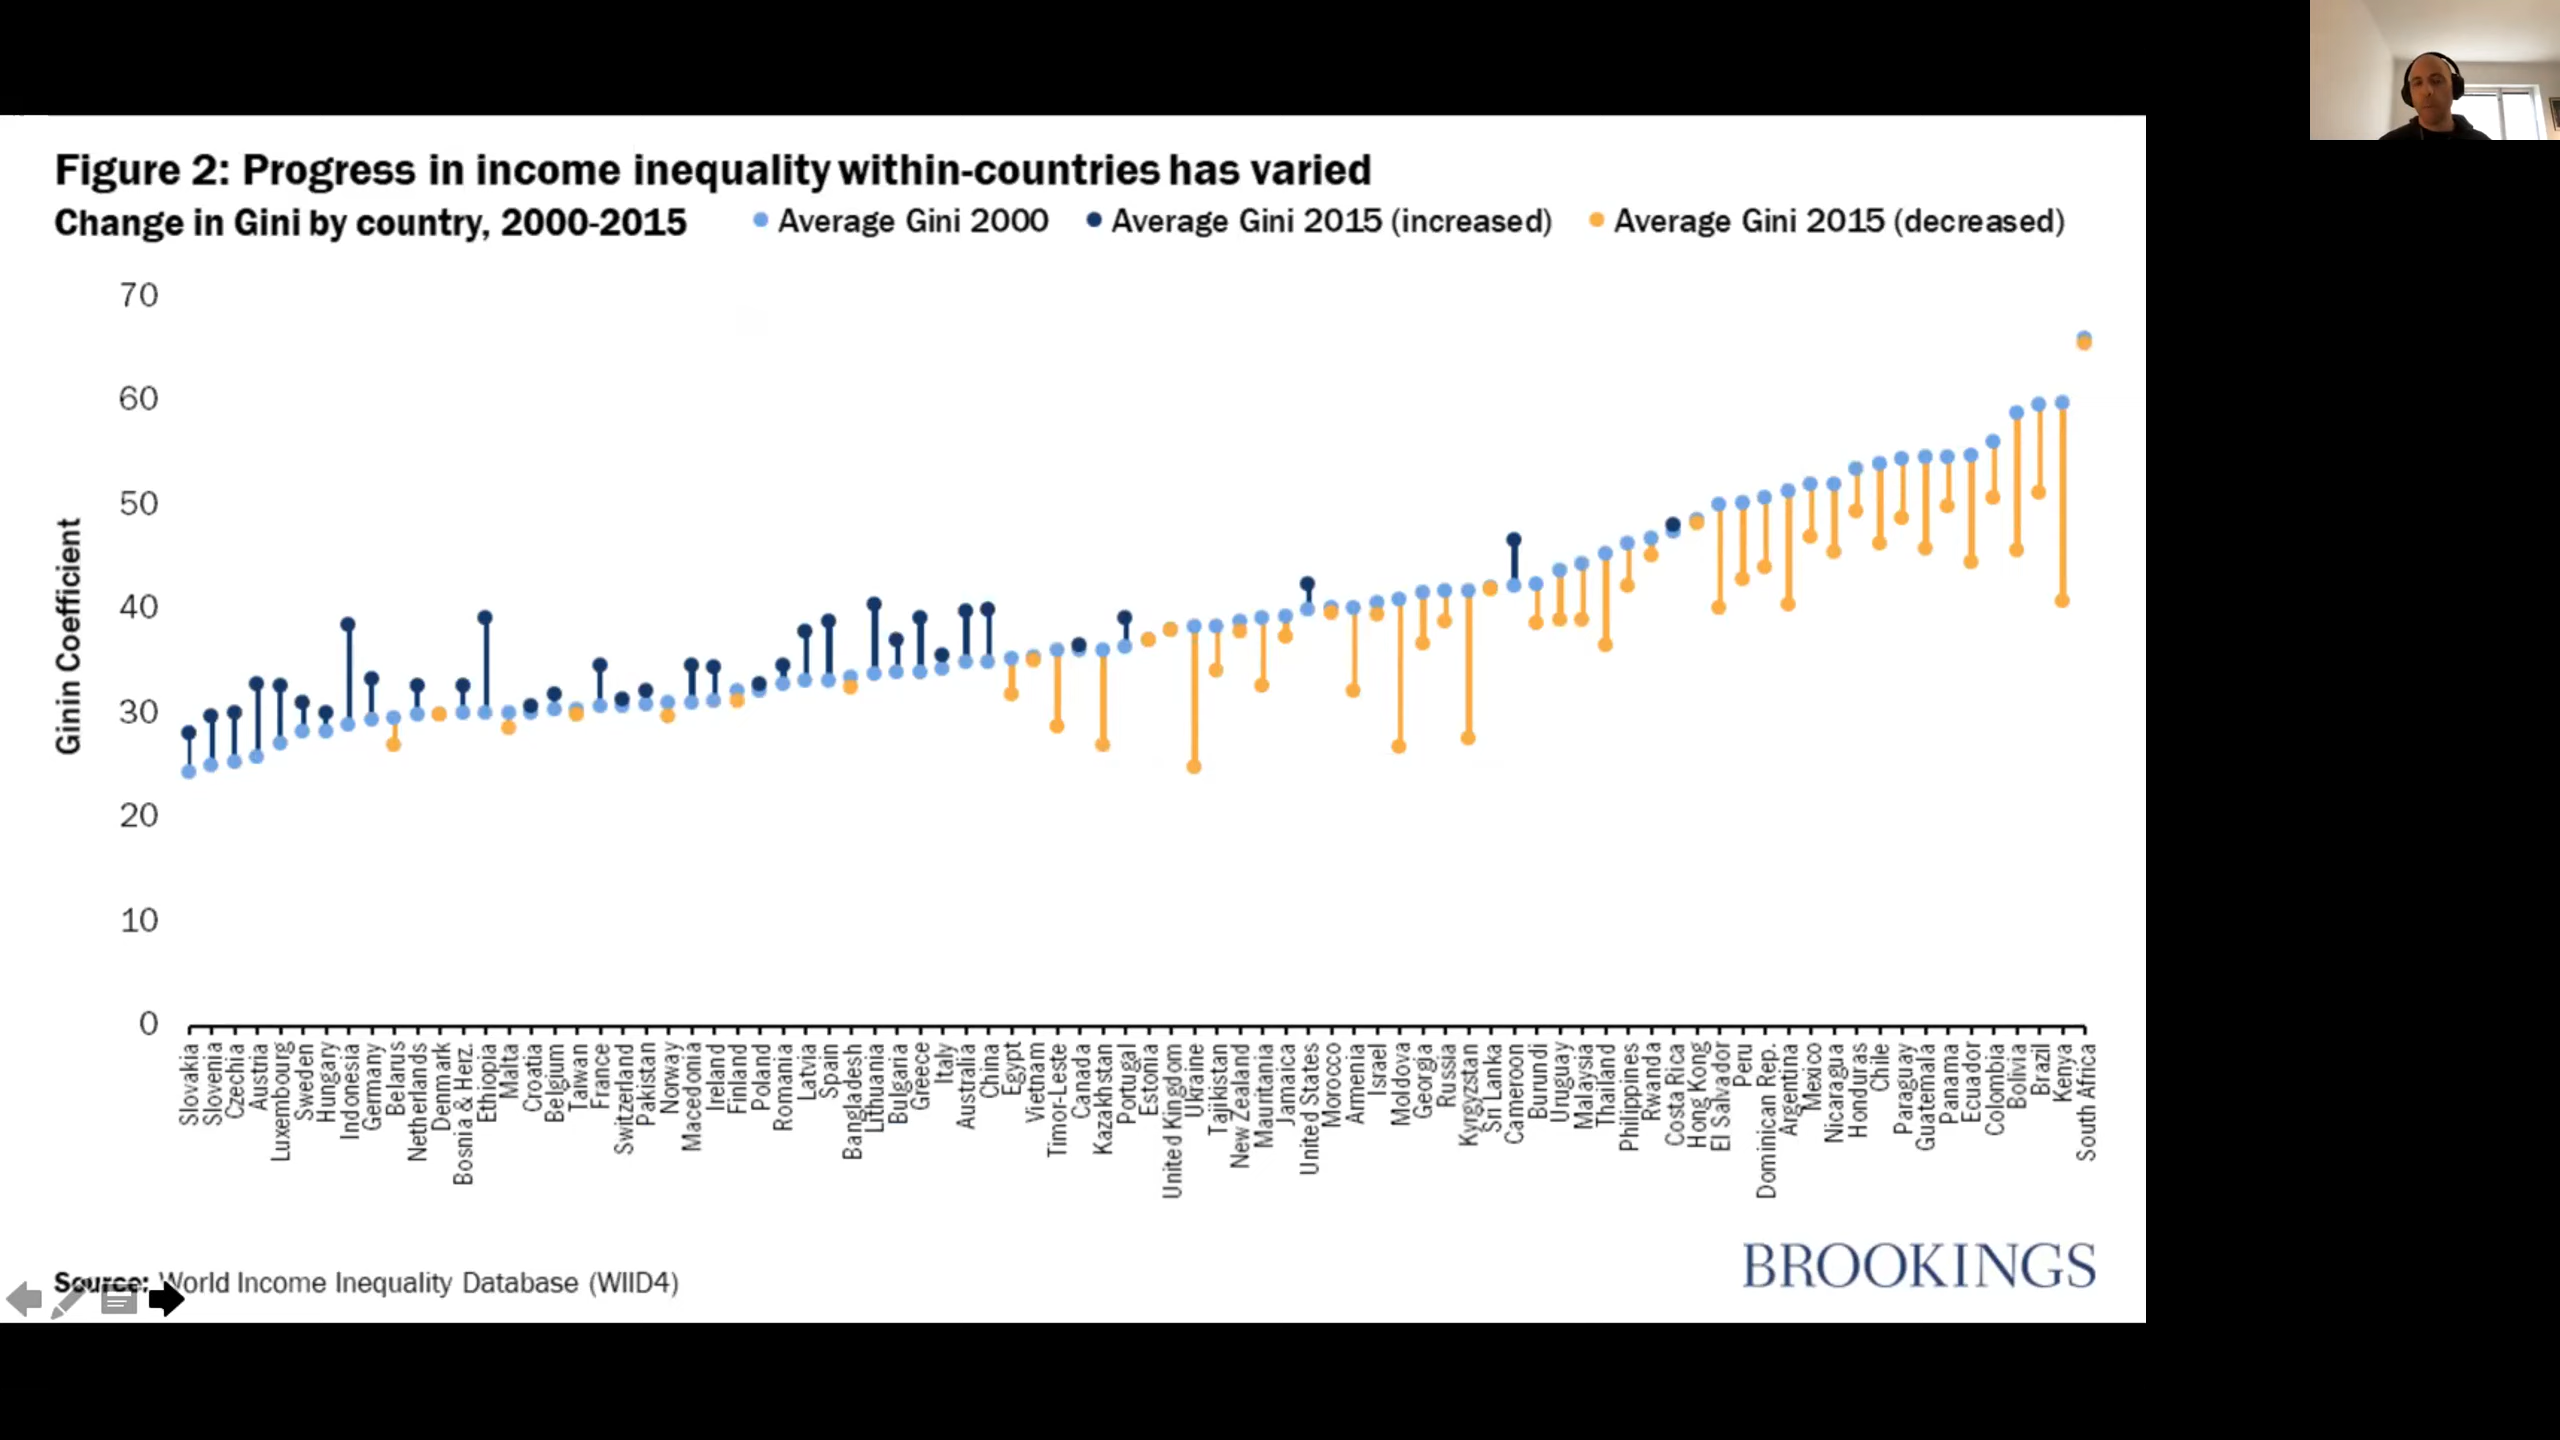 Figure 2: Progress in income inequality within-countries has varied
Change in Gini by country, 2000-2015
Average Gini 2000
Average Gini 2015 (increased)
Average Gini 2015 (decreased)
Ginin Coefficient
70
60
50
40
30
20
10
0
Slovakia
Slovenia
Czechia
Austria
Luxembourg
Sweden
Hungary
Indonesia
Germany
Belarus
Netherlands
Denmark
Bosnia & Herz.
Ethiopia
Malta
Croatia
Belgium
Taiwan
France
Switzerland
Pakistan
Norway
Macedonia
Ireland
Finland
Poland
Romania
Latvia
Spain
Bangladesh
Lithuania
Bulgaria
Greece
Italy
Australia
China
Egypt
Vietnam
Timor-Leste
Canada
Kazakhstan
Portugal
Estonia
United Kingdom
Ukraine
Tajikistan
New Zealand
Mauritania
Jamaica
United States
Morocco
Armenia
Israel
Moldova
Georgia
Russia
Kyrgyzstan
Sri Lanka
Cameroon
Burundi
Uruguay
Malaysia
Thailand
Philippines
Rwanda
Costa Rica
Hong Kong
El Salvador
Peru
Dominican Rep.
Argentina
Mexico
Nicaragua
Honduras
Chile
Paraguay
Guatemala
Panama
Ecuador
Colombia
Bolivia
Brazil
Kenya
South Africa
Source: World Income Inequality Database (WIID4)
BROOKINGS